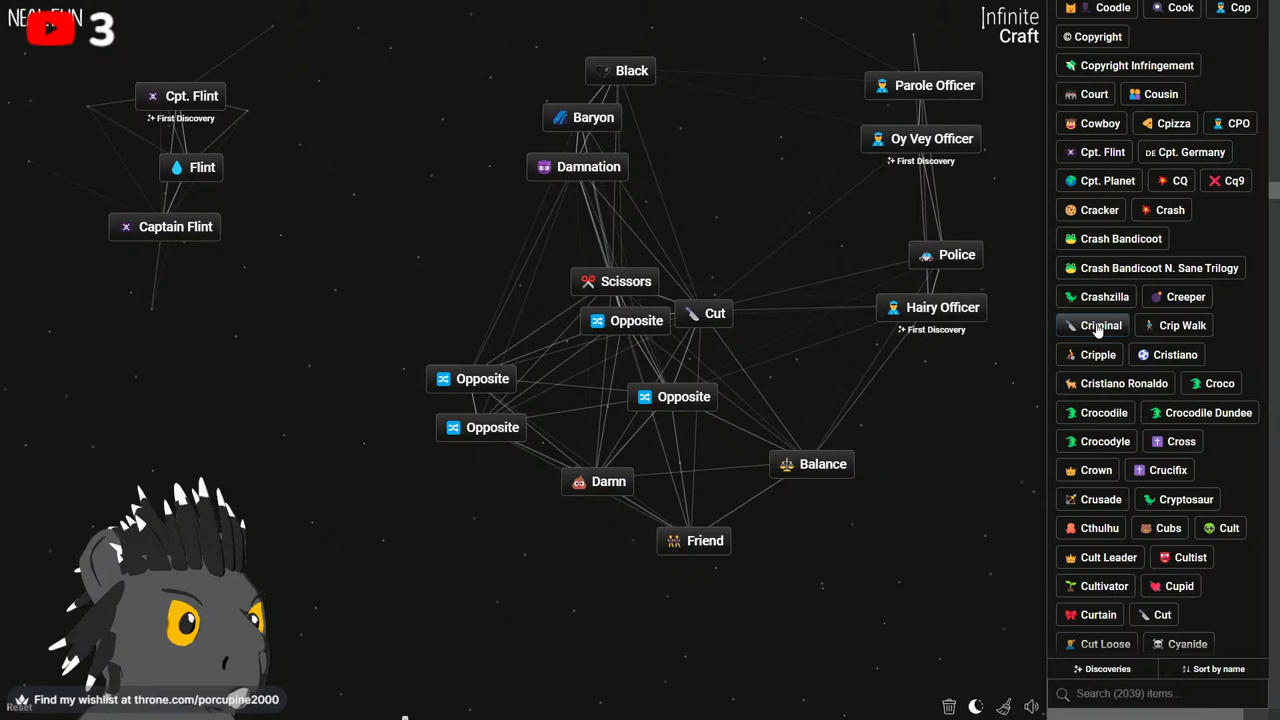 NEAL.FUN
3
Infinite
Craft
Cpt. Flint
First Discovery
Flint
Captain Flint
Black
Baryon
Damnation
Scissors
Opposite
Cut
Opposite
Opposite
Opposite
Damn
Balance
Friend
Parole Officer
Oy Vey Officer
First Discovery
Police
Hairy Officer
First Discovery
Coodle Cook Cop
© Copyright
Copyright Infringement
Court Cousin
Cowboy Cpizza CPO
Cpt. Flint DE Cpt. Germany
Cpt. Planet CQ Cq9
Cracker Crash
Crash Bandicoot
Crash Bandicoot N. Sane Trilogy
Crashzilla Creeper
Criminal Crip Walk
Cripple Cristiano
Cristiano Ronaldo Croco
Crocodile Crocodile Dundee
Crocodyle Cross
Crown Crucifix
Crusade Cryptosaur
Cthulhu Cubs Cult
Cult Leader Cultist
Cultivator Cupid
Curtain Cut
Cut Loose Cyanide
Discoveries Sort by name
Search (2039) items...
Find my wishlist at throne.com/porcupine2000
Reset